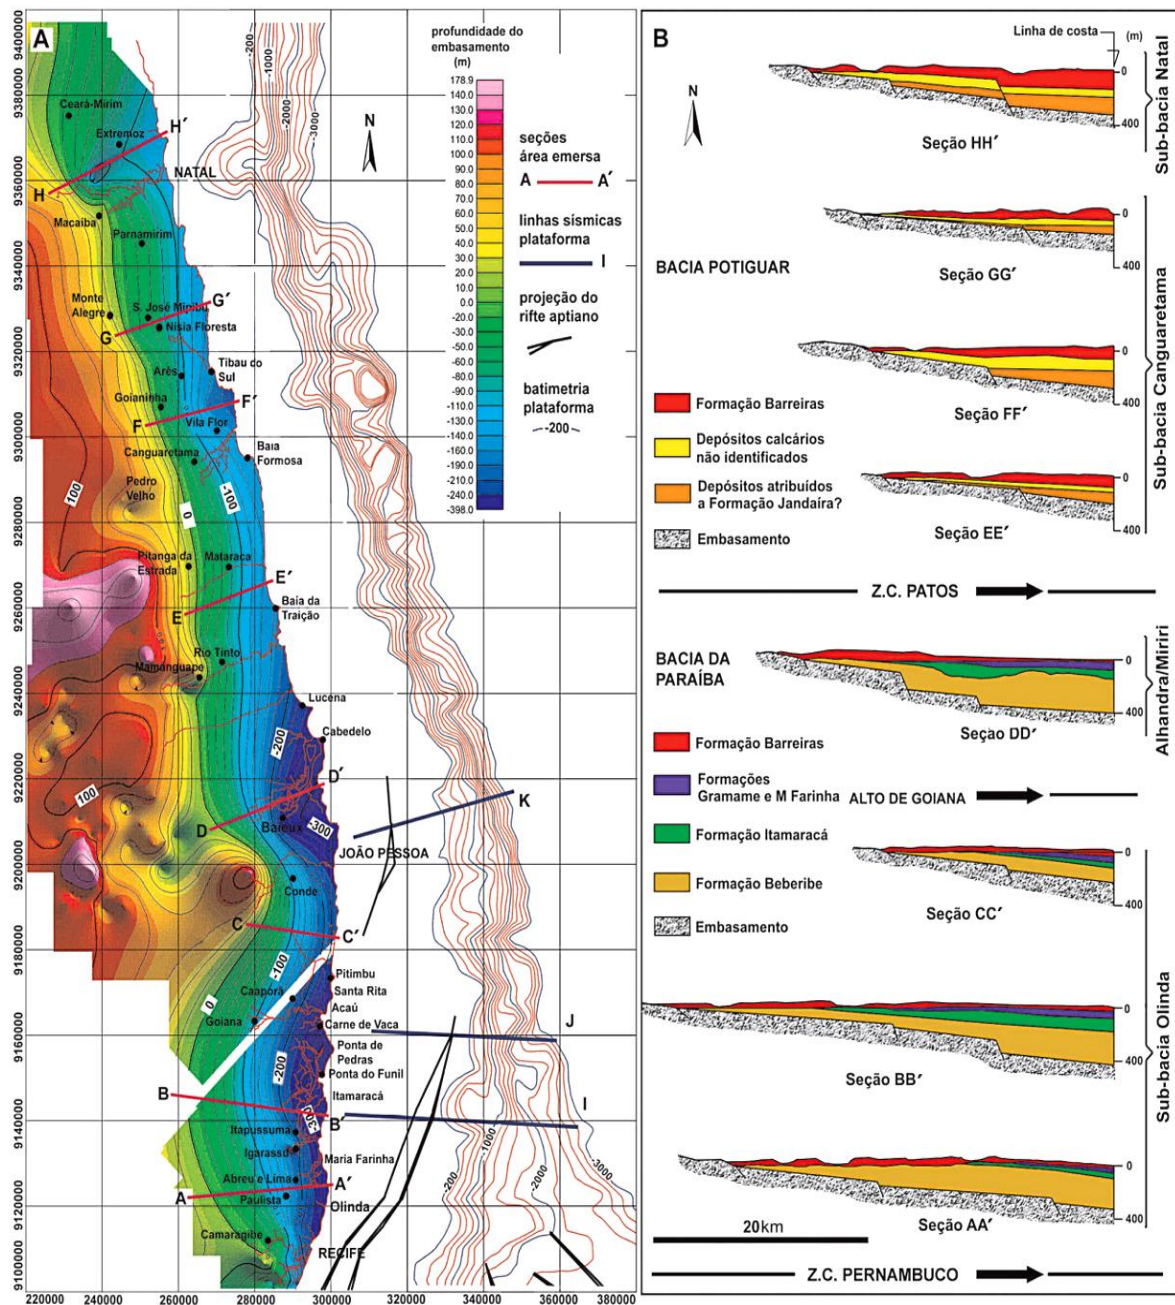 A
profundidade do
embasamento
(m)
178.9
140.0
120.0
110.0
100.0
90.0
80.0
70.0
60.0
50.0
40.0
30.0
20.0
10.0
0.0
-20.0
-30.0
-50.0
-60.0
-70.0
-80.0
-90.0
-110.0
-130.0
-140.0
-160.0
-190.0
-210.0
-240.0
-398.0
N
seções
área emersa
A A′
linhas sísmicas
plataforma
I
projeção do
rifte aptiano
batimetria
plataforma
-200
-200
-1000
-2000
-3000
9400000
9380000
9360000
9340000
9320000
9300000
9280000
9260000
9240000
9220000
9200000
9180000
9160000
9140000
9120000
9100000
220000 240000 260000 280000 300000 320000 340000 360000 380000
Ceará-Mirim
Extremoz
H′
H
NATAL
Macaíba
Parnamirim
Monte
Alegre
S. José Mipibu
G′
G
Nísia Floresta
Arês
Tibau do
Sul
Goianinha
F′
F
Vila Flor
Canguaretama
Baía
Formosa
Pedro
Velho
100
0
-100
Pitanga da
Estrada
Mataraca
E′
E
Baía da
Traição
Rio Tinto
Mamanguape
Lucena
Cabedelo
-200
100
D′
D
Baieux
-300
JOÃO PESSOA
K
Conde
C
C′
-100
0
Pitimbu
Caaporã
Santa Rita
Acaú
Goiana
Carne de Vaca
J
-200
Ponta de
Pedras
Ponta do Funil
B
Itamaracá
-300
B′
I
Itapussuma
Igarassu
Maria Farinha
Abreu e Lima
A′
A
Paulista
Olinda
Camaragibe
RECIFE
-200
-1000
-2000
-3000
B
Linha de costa
(m)
0
400
Seção HH′
Sub-bacia Natal
N
BACIA POTIGUAR
0
400
Seção GG′
Sub-bacia Canguaretama
0
400
Seção FF′
Formação Barreiras
Depósitos calcários
não identificados
Depósitos atribuídos
a Formação Jandaíra?
Embasamento
0
400
Seção EE′
Z.C. PATOS
BACIA DA
PARAÍBA
0
400
Seçao DD′
Alhandra/Miriri
Formação Barreiras
Formações
Gramame e M Farinha
ALTO DE GOIANA
Formação Itamaracá
Formação Beberibe
Embasamento
0
400
Seção CC′
Sub-bacia Olinda
0
400
Seção BB′
0
400
Seção AA′
20km
Z.C. PERNAMBUCO